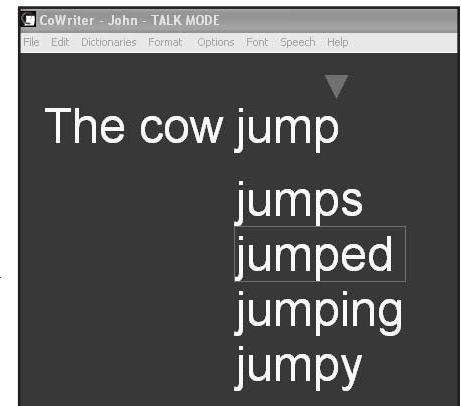 CoWriter - John - TALK MODE
File Edit Dictionaries Format Options Font Speech Help
The cow jump
jumps
jumped
jumping
jumpy